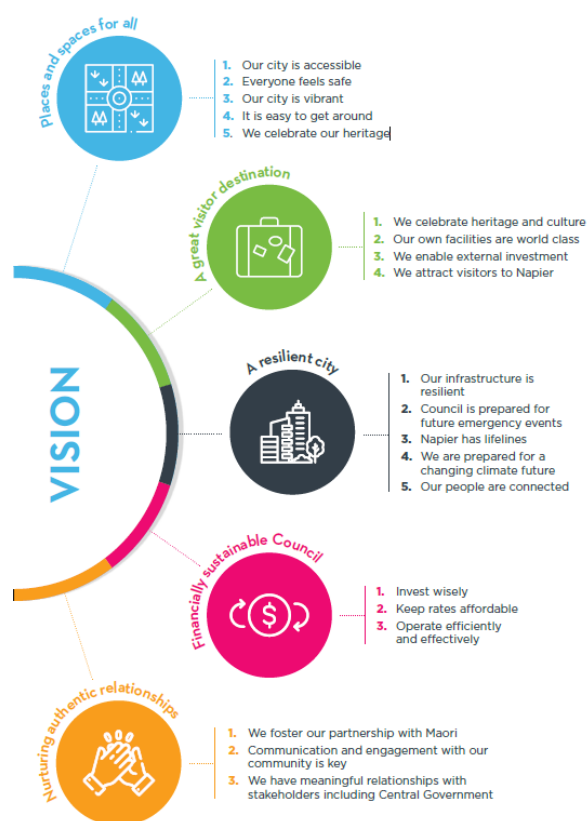 Places and spaces for all
1. Our city is accessible
2. Everyone feels safe
3. Our city is vibrant
4. It is easy to get around
5. We celebrate our heritage
A great visitor destination
1. We celebrate heritage and culture
2. Our own facilities are world class
3. We enable external investment
4. We attract visitors to Napier
VISION
A resilient city
1. Our infrastructure is
resilient
2. Council is prepared for
future emergency events
3. Napier has lifelines
4. We are prepared for a
changing climate future
5. Our people are connected
Financially sustainable Council
$
1. Invest wisely
2. Keep rates affordable
3. Operate efficiently
and effectively
Nurturing authentic relationships
1. We foster our partnership with Maori
2. Communication and engagement with our
community is key
3. We have meaningful relationships with
stakeholders including Central Government